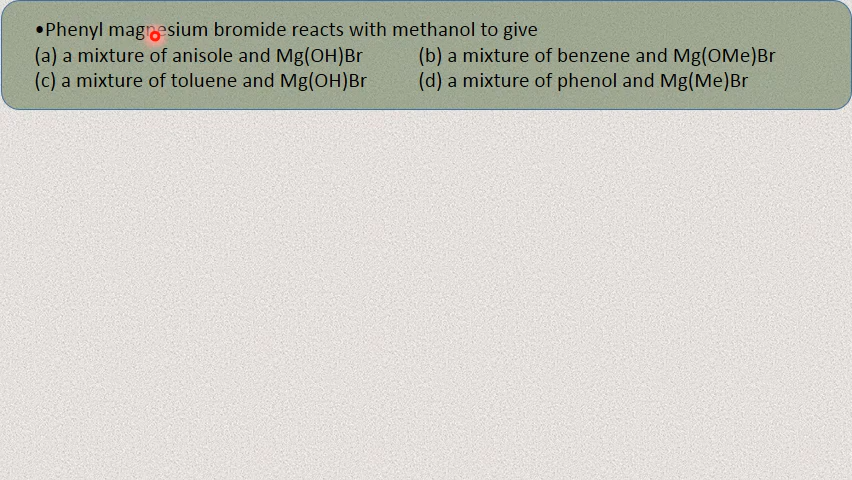 •Phenyl magnesium bromide reacts with methanol to give
(a) a mixture of anisole and Mg(OH)Br (b) a mixture of benzene and Mg(OMe)Br
(c) a mixture of toluene and Mg(OH)Br (d) a mixture of phenol and Mg(Me)Br